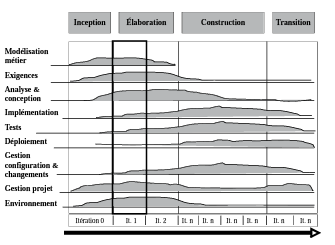 Inception Élaboration Construction Transition
Modélisation
métier
Exigences
Analyse &
conception
Implémentation
Tests
Déploiement
Gestion
configuration &
changements
Gestion projet
Environnement
Itération 0 It. 1 It. 2 It. n It. n It. n It. n It. n It. n